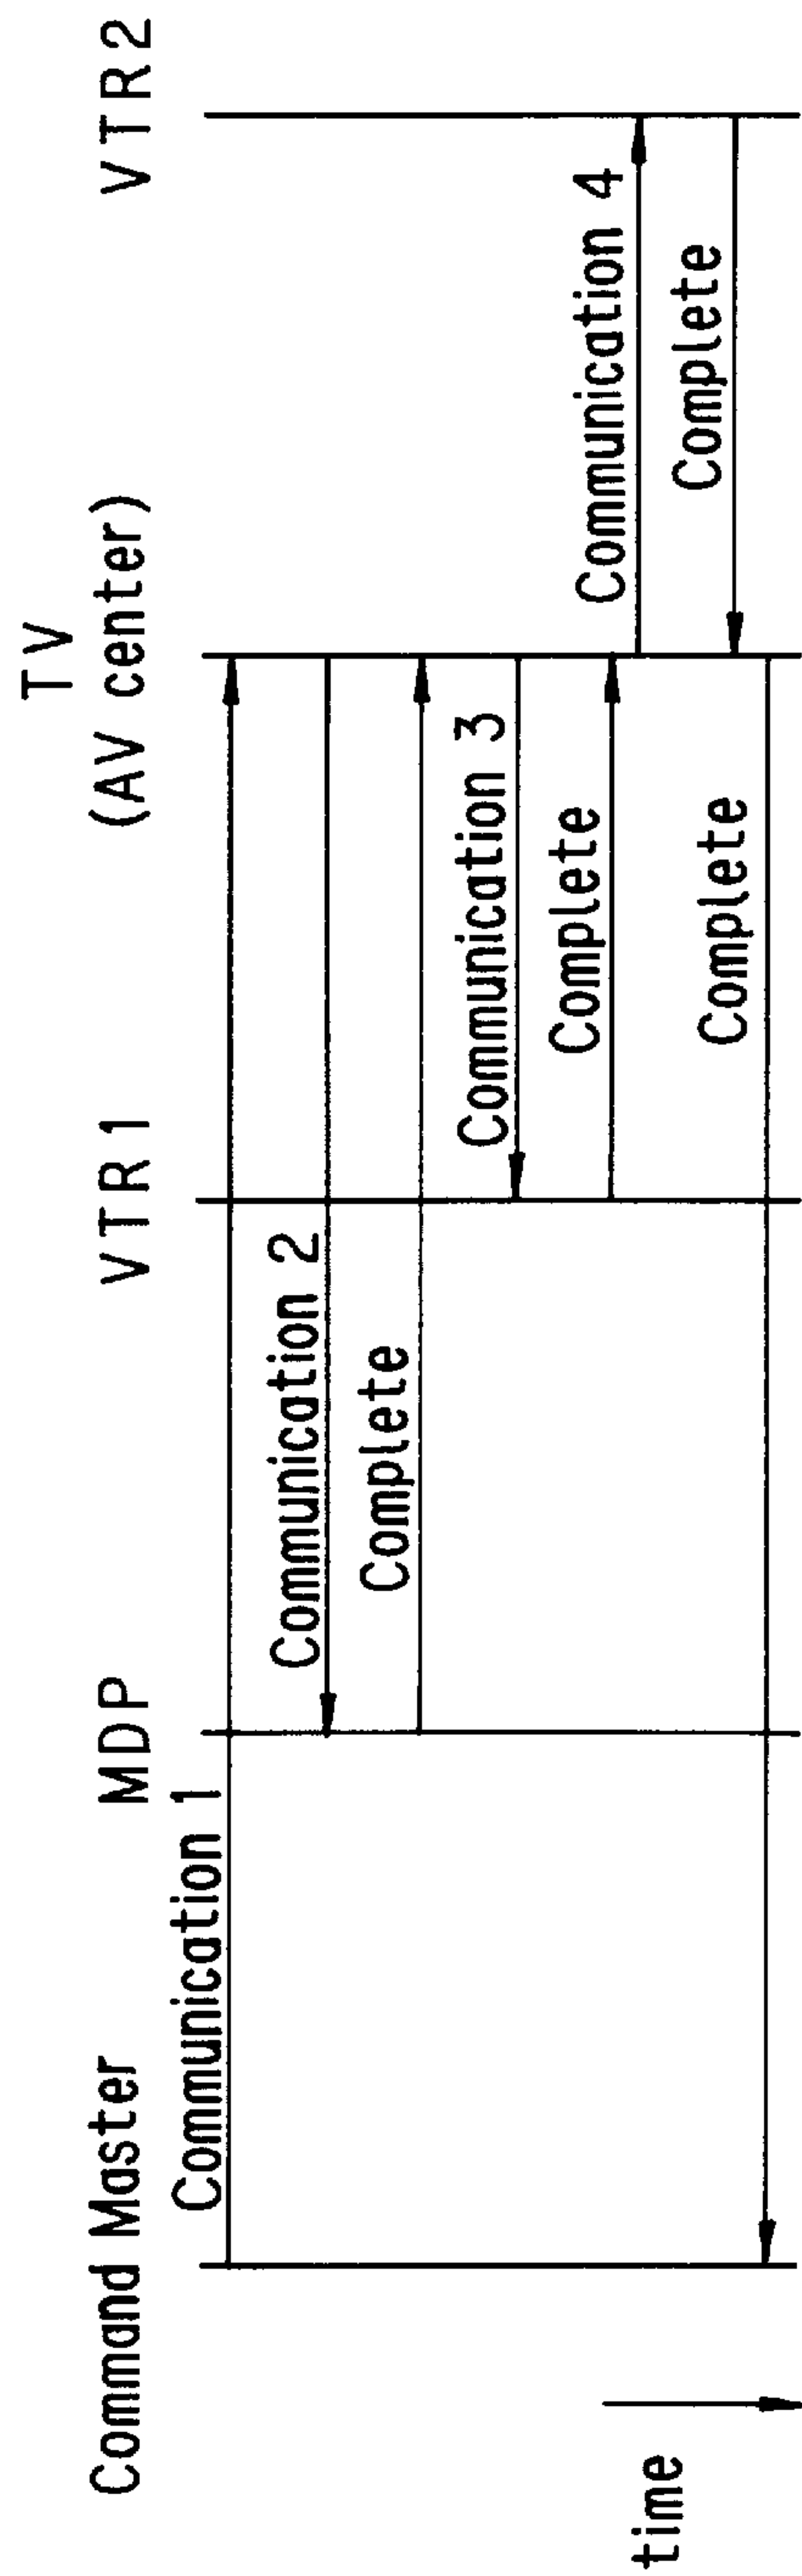 TV
Command Master
MDP
VTR1
(AV center)
VTR2
Communication 1
Communication 2
Complete
Communication 3
Complete
Communication 4
Complete
Complete
time